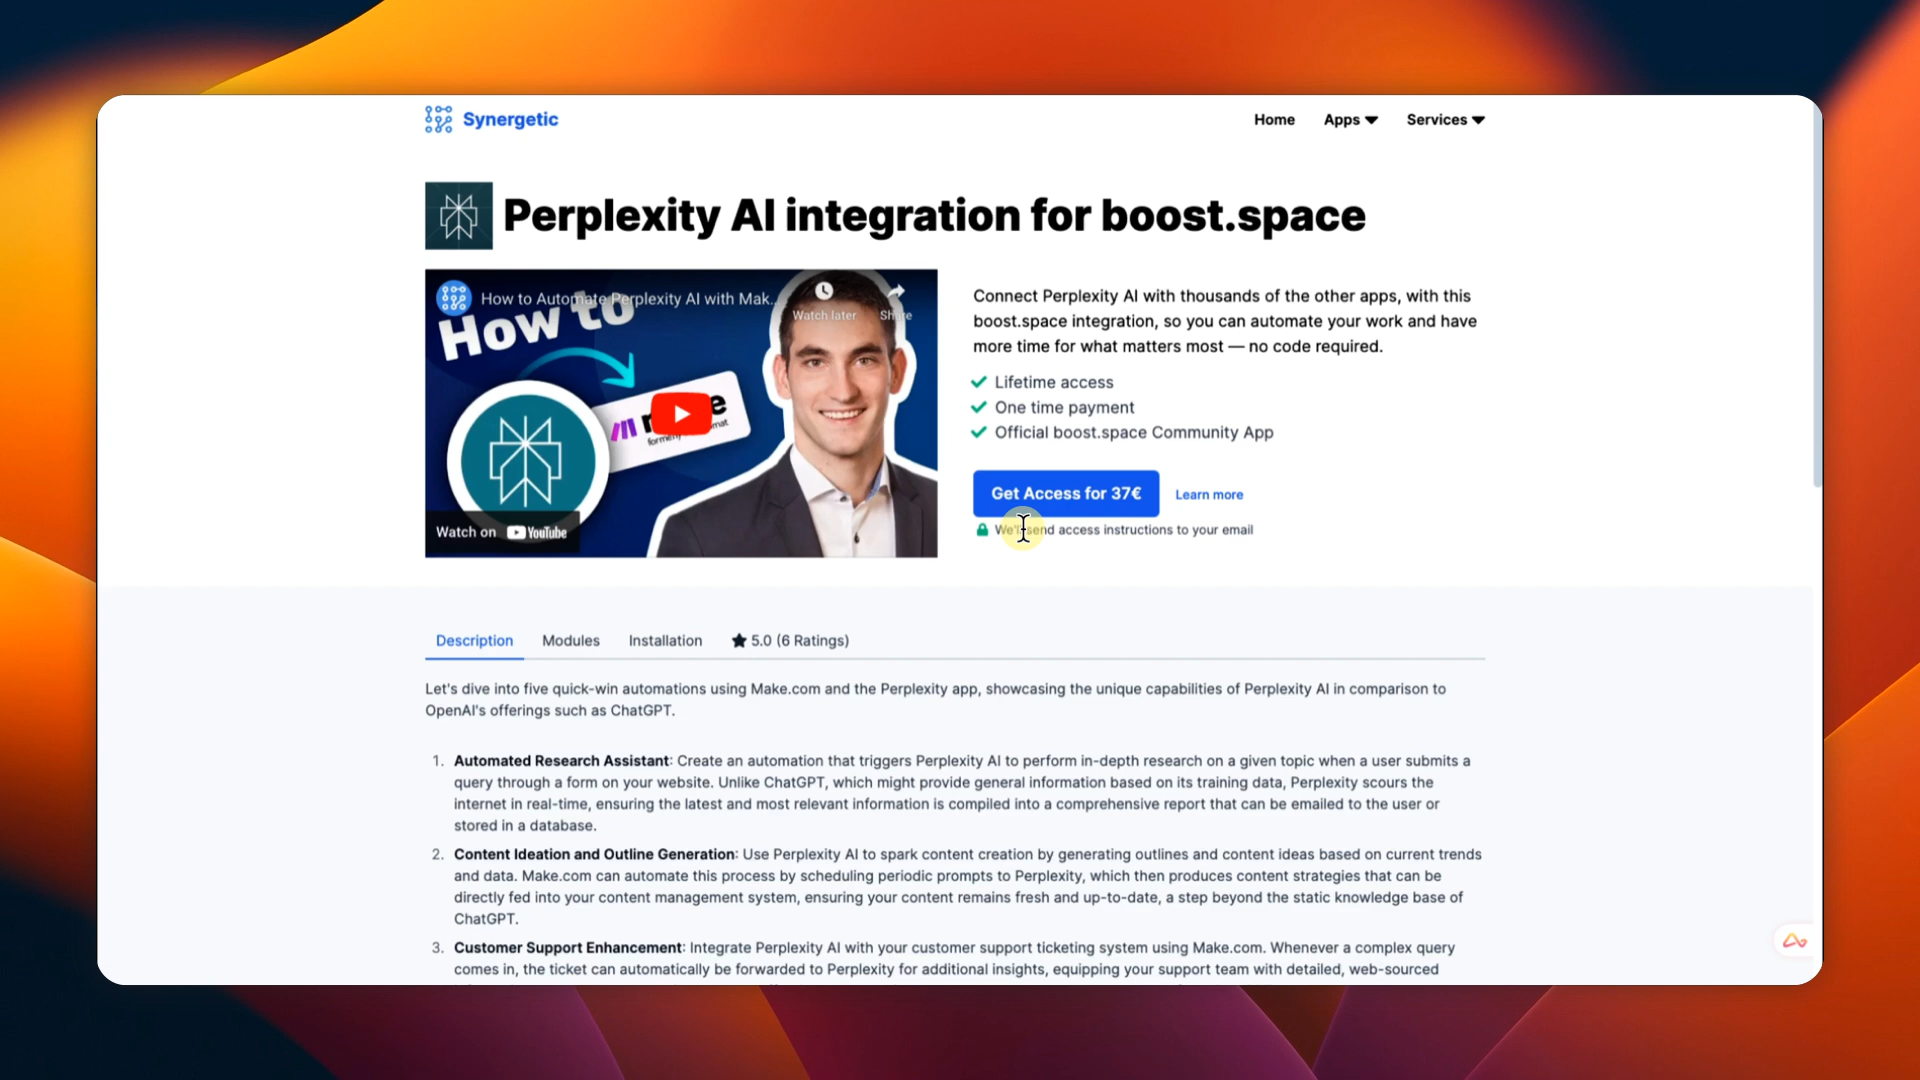 Synergetic
Home Apps Services
Perplexity AI integration for boost.space
How to Automate Perplexity AI with Mak...
Watch later
Share
How to
make
Watch on YouTube
Connect Perplexity AI with thousands of the other apps, with this
boost.space integration, so you can automate your work and have
more time for what matters most — no code required.
Lifetime access
One time payment
Official boost.space Community App
Get Access for 37€
Learn more
We'll send access instructions to your email
Description Modules Installation 5.0 (6 Ratings)
Let's dive into five quick-win automations using Make.com and the Perplexity app, showcasing the unique capabilities of Perplexity AI in comparison to
OpenAI's offerings such as ChatGPT.
1. Automated Research Assistant: Create an automation that triggers Perplexity AI to perform in-depth research on a given topic when a user submits a
query through a form on your website. Unlike ChatGPT, which might provide general information based on its training data, Perplexity scours the
internet in real-time, ensuring the latest and most relevant information is compiled into a comprehensive report that can be emailed to the user or
stored in a database.
2. Content Ideation and Outline Generation: Use Perplexity AI to spark content creation by generating outlines and content ideas based on current trends
and data. Make.com can automate this process by scheduling periodic prompts to Perplexity, which then produces content strategies that can be
directly fed into your content management system, ensuring your content remains fresh and up-to-date, a step beyond the static knowledge base of
ChatGPT.
3. Customer Support Enhancement: Integrate Perplexity AI with your customer support ticketing system using Make.com. Whenever a complex query
comes in, the ticket can automatically be forwarded to Perplexity for additional insights, equipping your support team with detailed, web-sourced